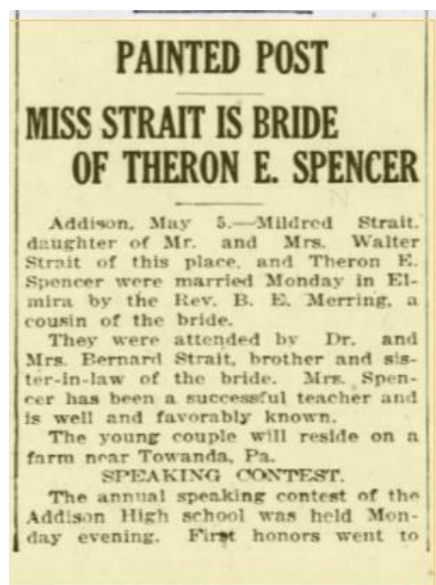 PAINTED POST
MISS STRAIT IS BRIDE
OF THERON E. SPENCER
Addison, May 5.—Mildred Strait,
daughter of Mr. and Mrs. Walter
Strait of this place, and Theron E.
Spencer were married Monday in El-
mira by the Rev. B. E. Merring, a
cousin of the bride.
They were attended by Dr. and
Mrs. Bernard Strait, brother and sis-
ter-in-law of the bride. Mrs. Spen-
cer has been a successful teacher and
is well and favorably known.
The young couple will reside on a
farm near Towanda, Pa.
SPEAKING CONTEST.
The annual speaking contest of the
Addison High school was held Mon-
day evening. First honors went to